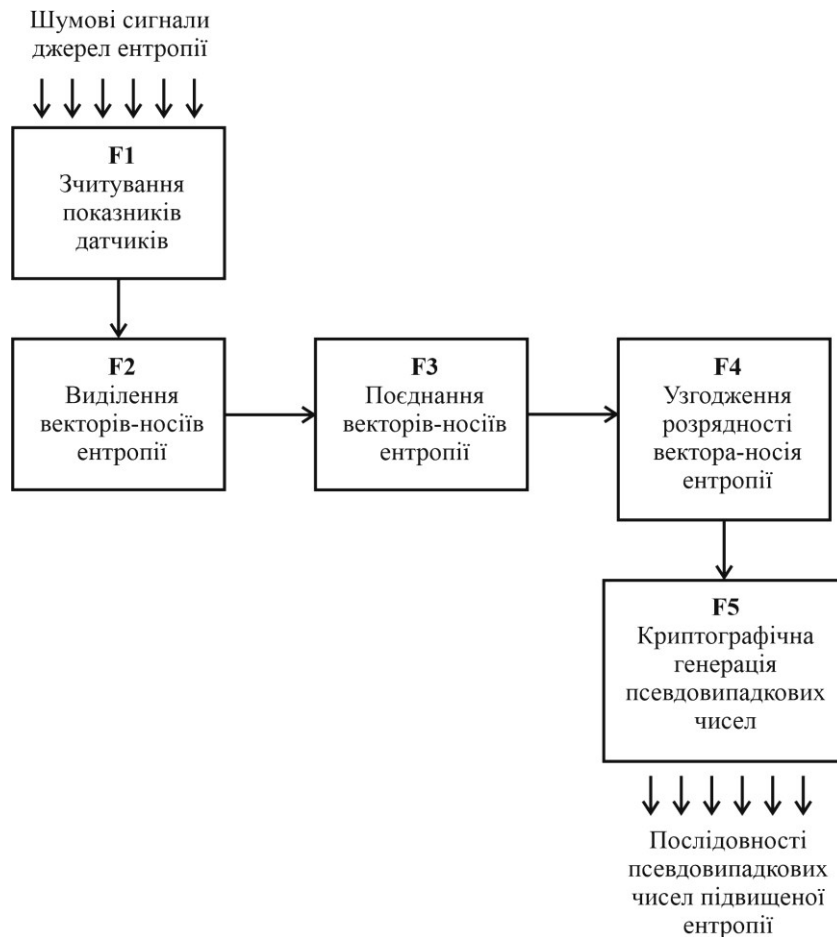 Шумові сигнали
джерел ентропії
F1
Зчитування
показників
датчиків
F2
Виділення
векторів-носіїв
ентропії
F3
Поєднання
векторів-носіїв
ентропії
F4
Узгодження
розрядності
вектора-носія
ентропії
F5
Криптографічна
генерація
псевдовипадкових
чисел
Послідовності
псевдовипадкових
чисел підвищеної
ентропії